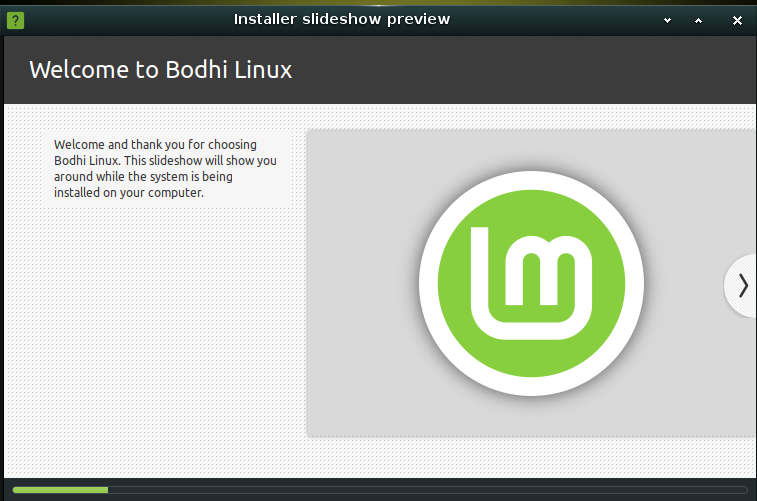 Installer slideshow preview
Welcome to Bodhi Linux
Welcome and thank you for choosing
Bodhi Linux. This slideshow will show you
around while the system is being
installed on your computer.
lm